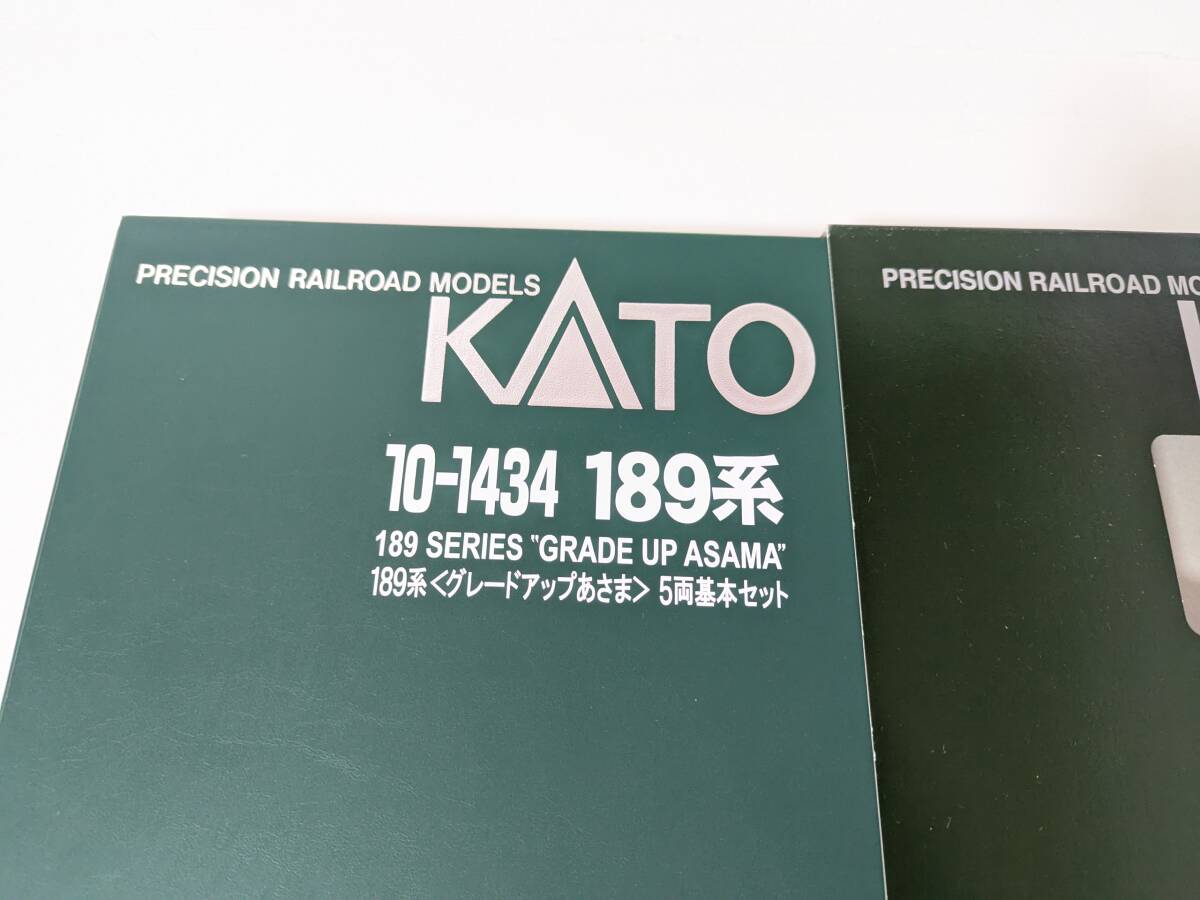 PRECISION RAILROAD MODELS
KATO
10-1434 189系
189 SERIES "GRADE UP ASAMA"
189系<グレードアップあさま> 5両基本セット
PRECISION RAILROAD